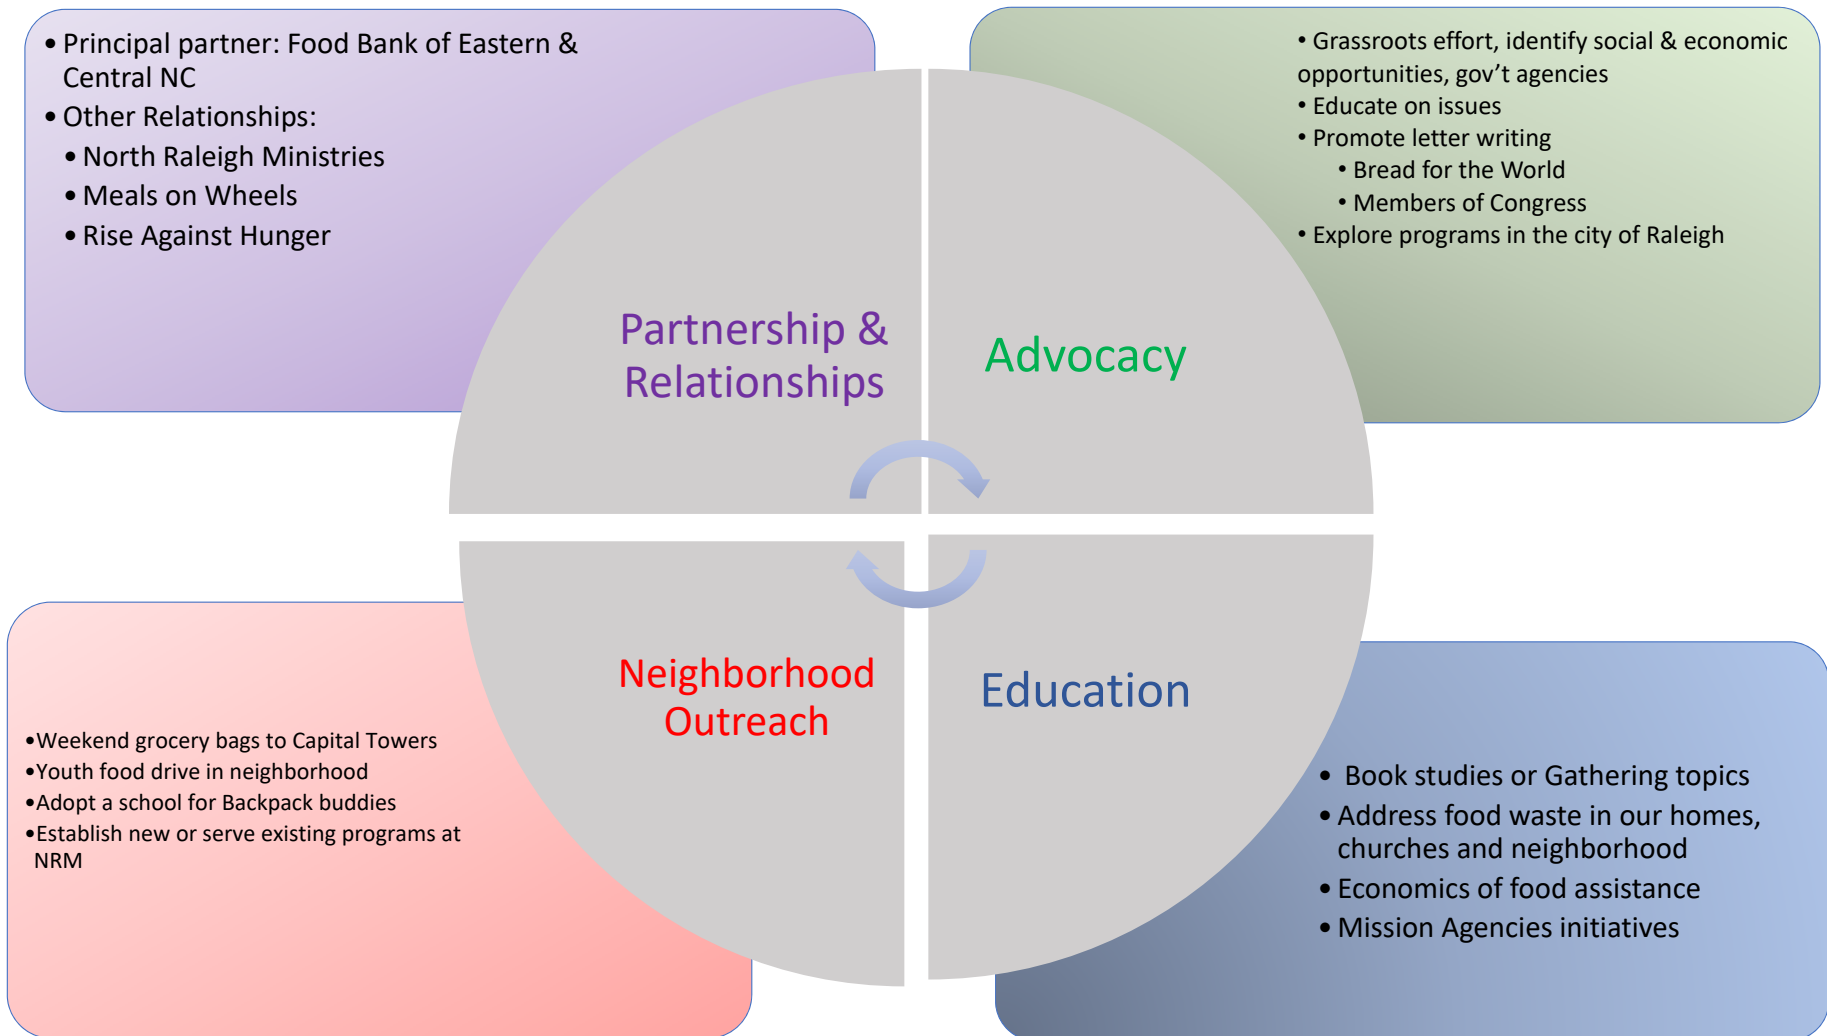 • Principal partner: Food Bank of Eastern &
Central NC
• Other Relationships:
• North Raleigh Ministries
• Meals on Wheels
• Rise Against Hunger
• Grassroots effort, identify social & economic
opportunities, gov’t agencies
• Educate on issues
• Promote letter writing
• Bread for the World
• Members of Congress
• Explore programs in the city of Raleigh
Partnership &
Relationships
Advocacy
Neighborhood
Outreach
Education
•Weekend grocery bags to Capital Towers
•Youth food drive in neighborhood
•Adopt a school for Backpack buddies
•Establish new or serve existing programs at
NRM
• Book studies or Gathering topics
• Address food waste in our homes,
churches and neighborhood
• Economics of food assistance
• Mission Agencies initiatives